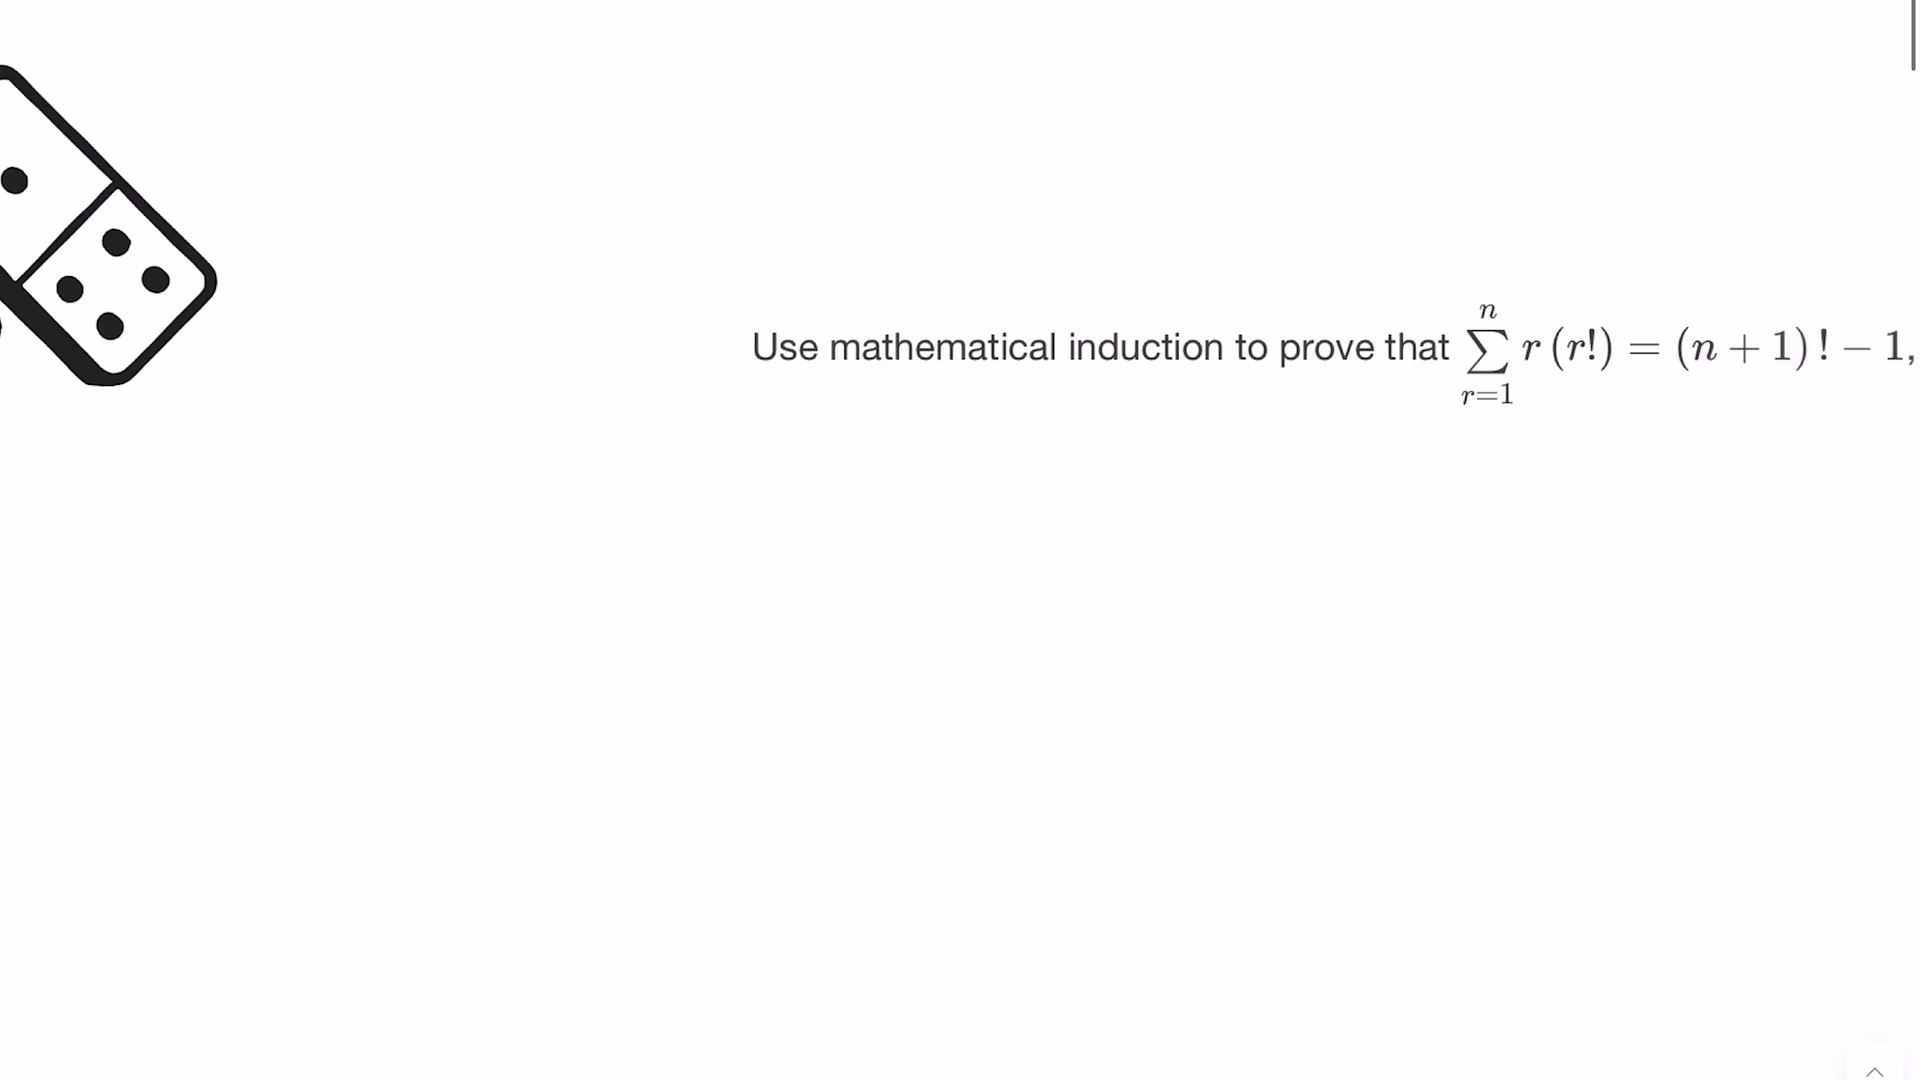 Use mathematical induction to prove that \sum_{r=1}^{n} r(r!) = (n+1)! - 1,